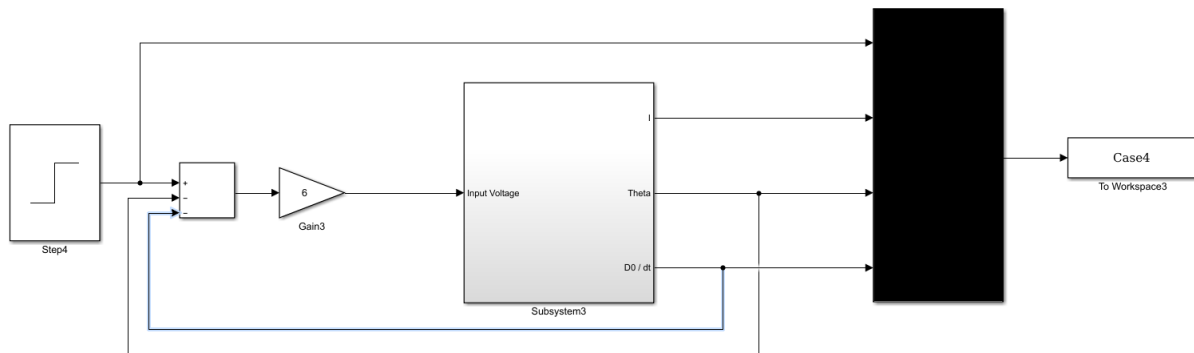 I
Case4
To Workspace3
+
−
−
6
Gain3
Input Voltage
Theta
D0 / dt
Step4
Subsystem3